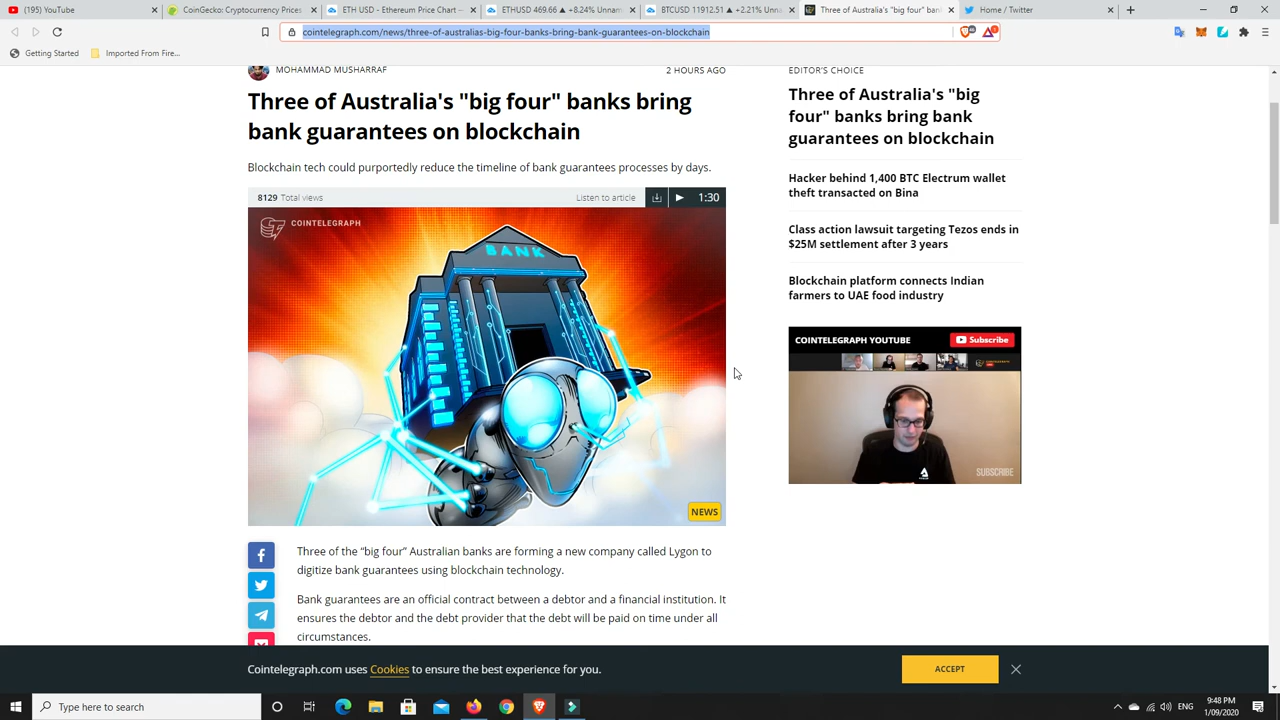 (195) YouTube
CoinGecko: Cryptocurrency Prices
ETH USD - Ethereum Price Chart —
ETHUSD 469.66 ▲ +8.24% Unnam
BTCUSD 11912.51 ▲ +2.21% Unna
Three of Australia's "big four" ban
Home / Twitter
cointelegraph.com/news/three-of-australias-big-four-banks-bring-bank-guarantees-on-blockchain
Getting Started
Imported From Fire...
MOHAMMAD MUSHARRAF
2 HOURS AGO
Three of Australia's "big four" banks bring
bank guarantees on blockchain
Blockchain tech could purportedly reduce the timeline of bank guarantees processes by days.
8129 Total views
Listen to article
1:30
COINTELEGRAPH
BANK
NEWS
Three of the “big four” Australian banks are forming a new company called Lygon to
digitize bank guarantees using blockchain technology.
Bank guarantees are an official contract between a debtor and a financial institution. It
ensures the debtor and the debt provider that the debt will be paid on time under all
circumstances.
EDITOR'S CHOICE
Three of Australia's "big
four" banks bring bank
guarantees on blockchain
Hacker behind 1,400 BTC Electrum wallet
theft transacted on Bina
Class action lawsuit targeting Tezos ends in
$25M settlement after 3 years
Blockchain platform connects Indian
farmers to UAE food industry
COINTELEGRAPH YOUTUBE
Subscribe
SUBSCRIBE
Cointelegraph.com uses Cookies to ensure the best experience for you.
ACCEPT
Type here to search
ENG
9:48 PM
1/09/2020